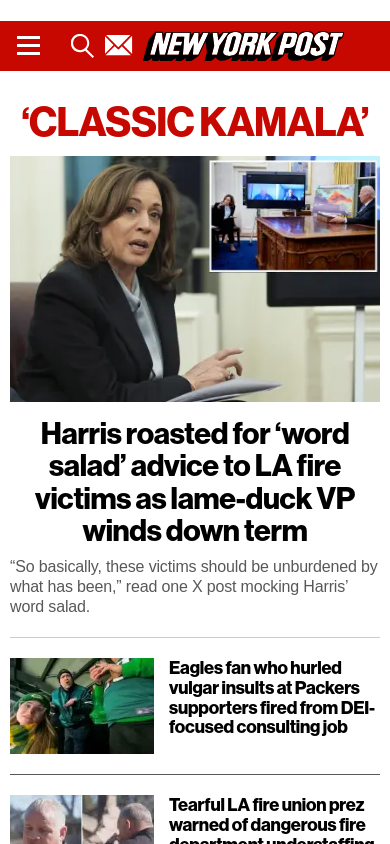 NEW YORK POST
‘CLASSIC KAMALA’
Harris roasted for ‘word
salad’ advice to LA fire
victims as lame-duck VP
winds down term
“So basically, these victims should be unburdened by
what has been,” read one X post mocking Harris’
word salad.
Eagles fan who hurled
vulgar insults at Packers
supporters fired from DEI-
focused consulting job
Tearful LA fire union prez
warned of dangerous fire
department understaffing